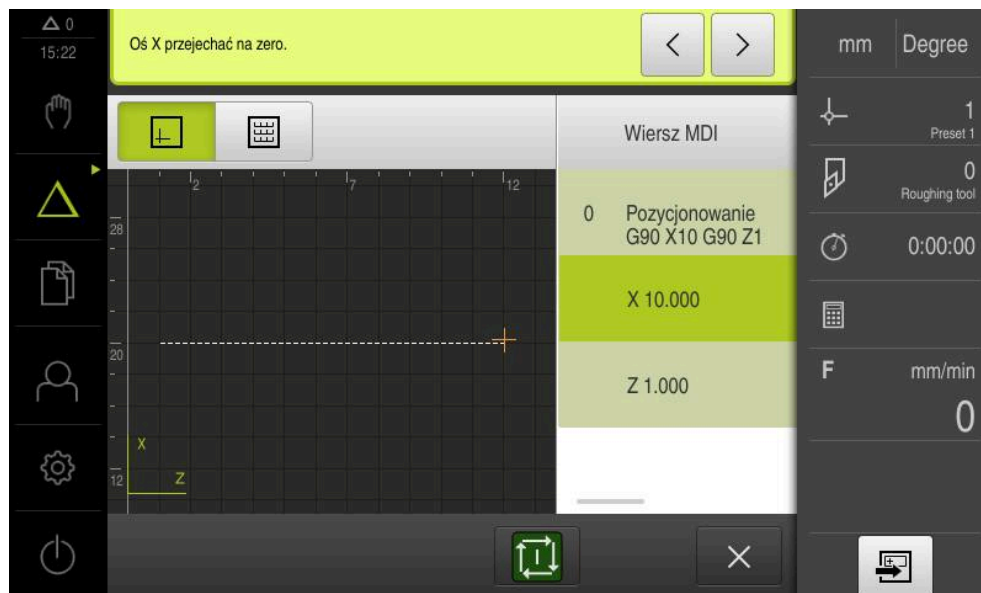 0
15:22
Oś X przejechać na zero.
mm
Degree
1
Preset 1
0
Roughing tool
0:00:00
F
mm/min
0
Wiersz MDI
0 Pozycjonowanie
G90 X10 G90 Z1
X 10.000
Z 1.000
2
7
12
28
20
12
X
Z